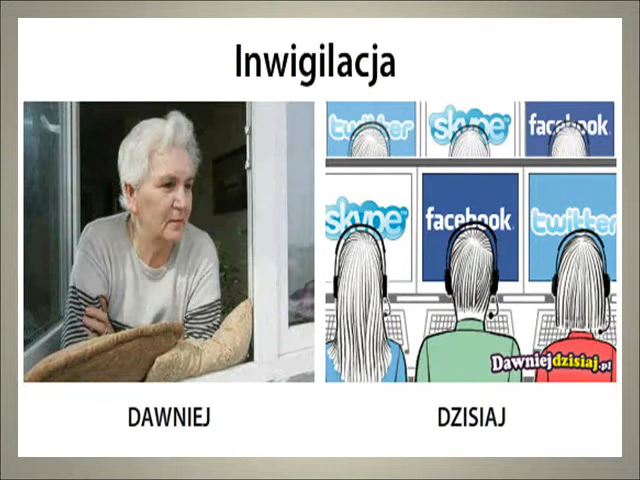 Inwigilacja
twitter skype facebook
skype facebook twitter
Dawniejdzisiaj.pl
DAWNIEJ DZISIAJ